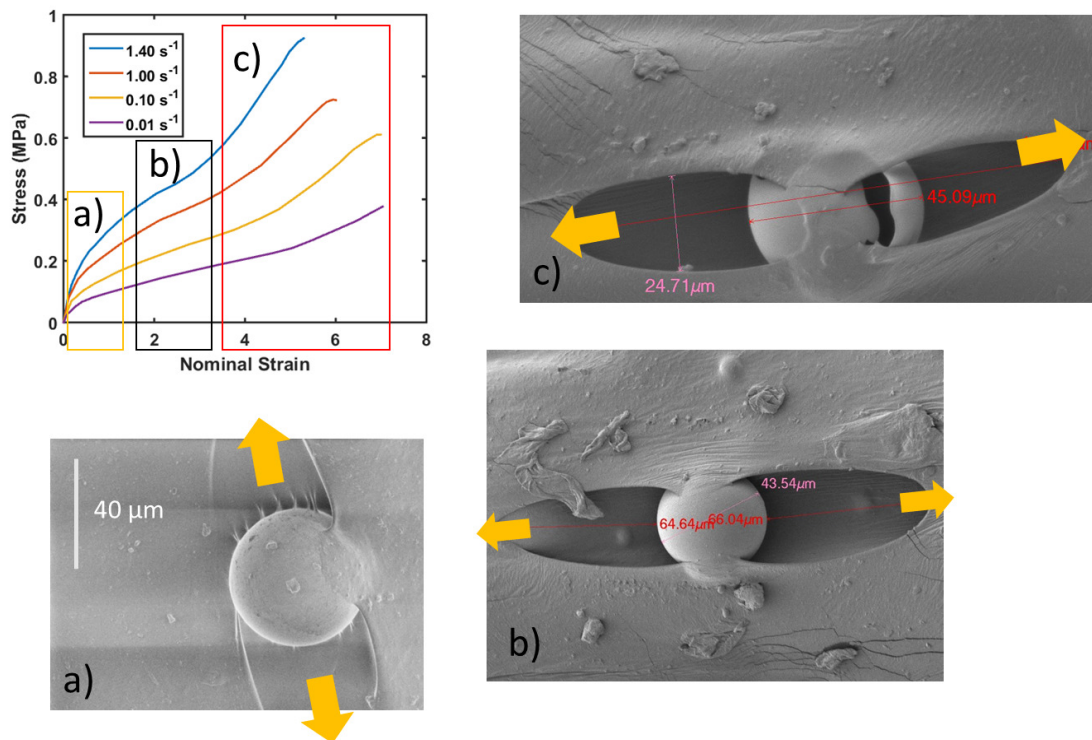 1
0.8
0.6
0.4
0.2
0
Stress (MPa)
1.40 s⁻¹
1.00 s⁻¹
0.10 s⁻¹
0.01 s⁻¹
a)
b)
c)
0 2 4 6 8
Nominal Strain
45.09µm
24.71µm
c)
40 µm
a)
43.54µm
64.64µm
66.04µm
b)